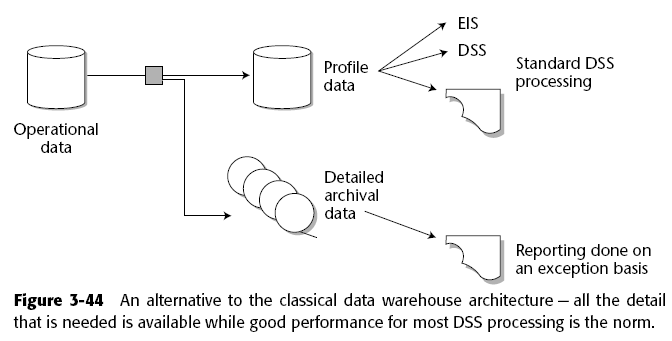 EIS
DSS
Profile
data
Standard DSS
processing
Operational
data
Detailed
archival
data
Reporting done on
an exception basis
Figure 3-44 An alternative to the classical data warehouse architecture — all the detail
that is needed is available while good performance for most DSS processing is the norm.